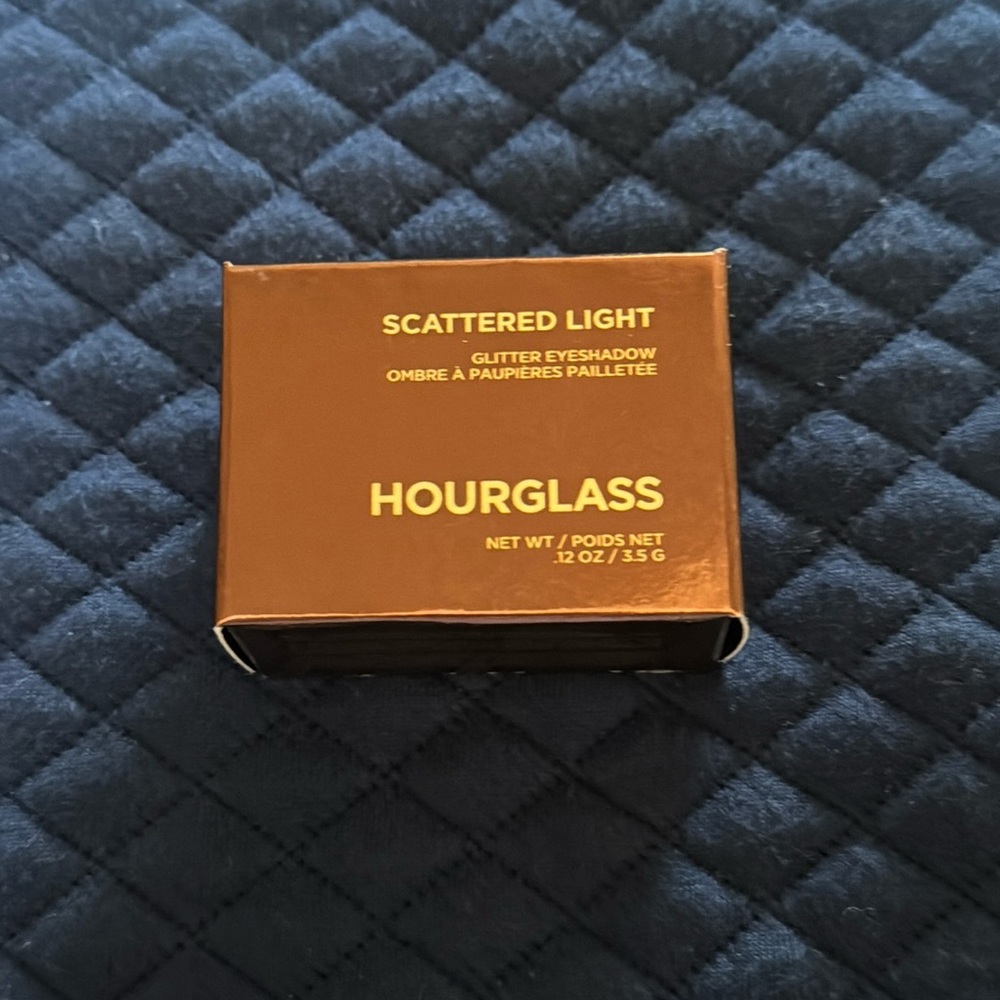 SCATTERED LIGHT
GLITTER EYESHADOW
OMBRE À PAUPIÈRES PAILLETÉE
HOURGLASS
NET WT / POIDS NET
.12 OZ / 3.5 G